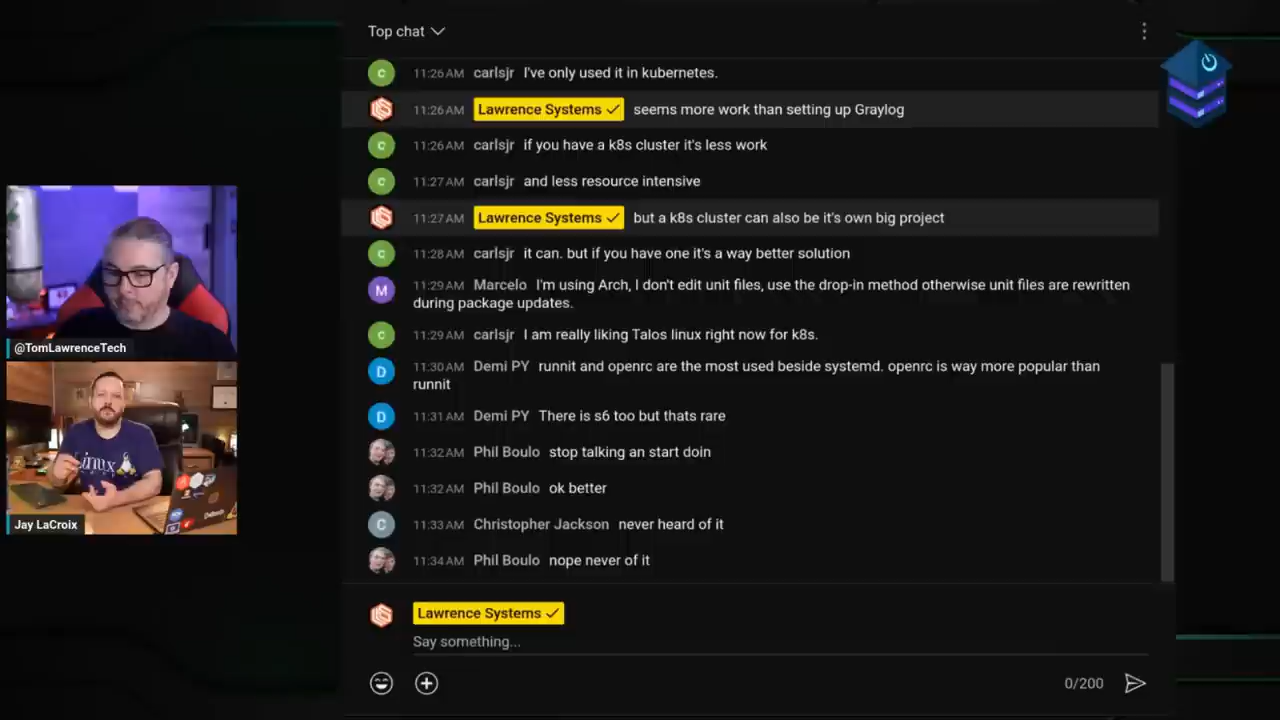 Top chat
11:26 AM carlsjr I've only used it in kubernetes.
11:26 AM Lawrence Systems ✓ seems more work than setting up Graylog
11:26 AM carlsjr if you have a k8s cluster it's less work
11:27 AM carlsjr and less resource intensive
11:27 AM Lawrence Systems ✓ but a k8s cluster can also be it's own big project
11:28 AM carlsjr it can. but if you have one it's a way better solution
11:29 AM Marcelo I'm using Arch, I don't edit unit files, use the drop-in method otherwise unit files are rewritten
during package updates.
11:29 AM carlsjr I am really liking Talos linux right now for k8s.
11:30 AM Demi PY runnit and openrc are the most used beside systemd. openrc is way more popular than
runnit
11:31 AM Demi PY There is s6 too but thats rare
11:32 AM Phil Boulo stop talking an start doin
11:32 AM Phil Boulo ok better
11:33 AM Christopher Jackson never heard of it
11:34 AM Phil Boulo nope never of it
Lawrence Systems ✓
Say something...
0/200
@TomLawrenceTech
Linux
Jay LaCroix